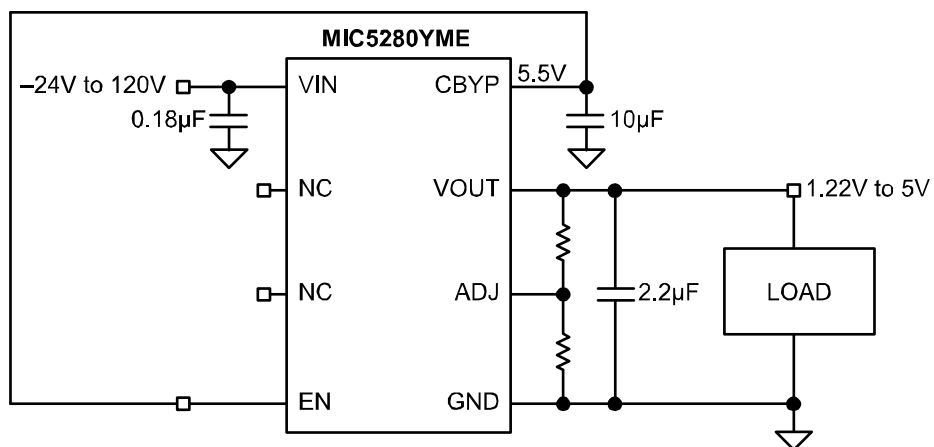 MIC5280YME
–24V to 120V
VIN
CBYP
5.5V
0.18µF
10µF
NC
VOUT
1.22V to 5V
NC
ADJ
2.2µF
LOAD
EN
GND